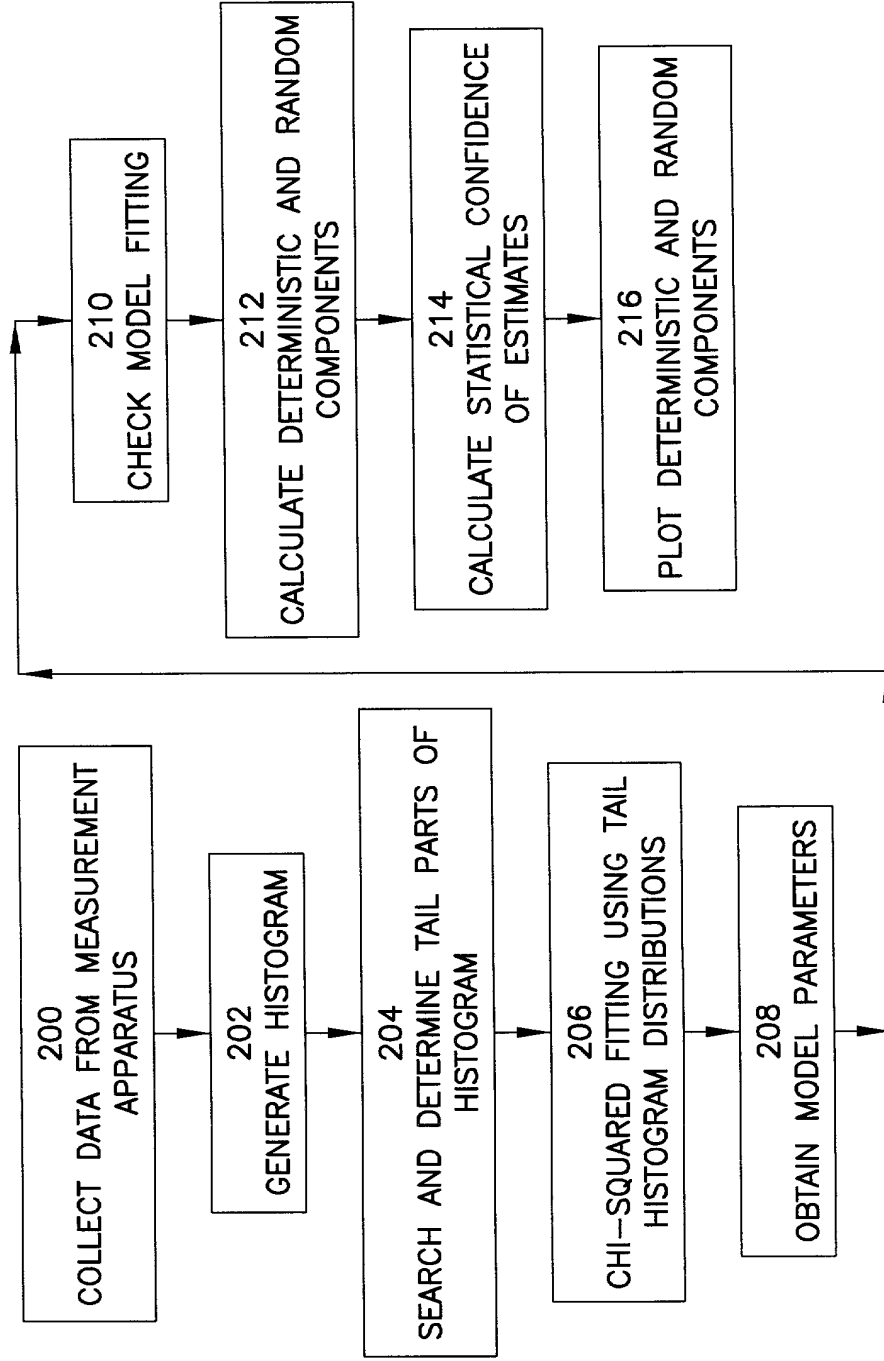 200
COLLECT DATA FROM MEASUREMENT
APPARATUS
202
GENERATE HISTOGRAM
204
SEARCH AND DETERMINE TAIL PARTS OF
HISTOGRAM
206
CHI-SQUARED FITTING USING TAIL
HISTOGRAM DISTRIBUTIONS
208
OBTAIN MODEL PARAMETERS
210
CHECK MODEL FITTING
212
CALCULATE DETERMINISTIC AND RANDOM
COMPONENTS
214
CALCULATE STATISTICAL CONFIDENCE
OF ESTIMATES
216
PLOT DETERMINISTIC AND RANDOM
COMPONENTS